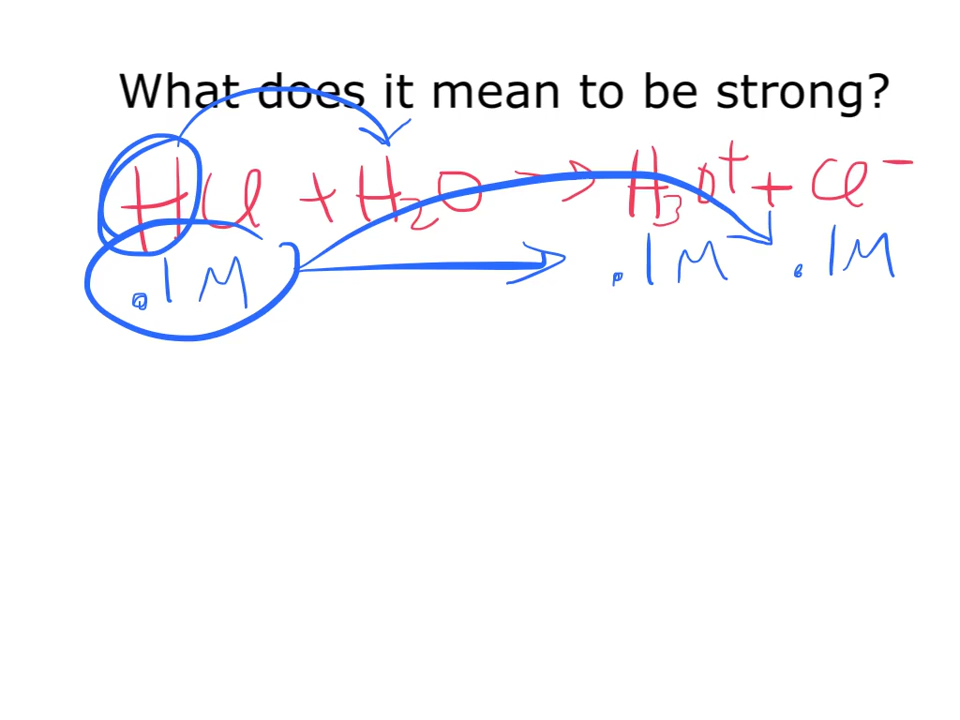 What does it mean to be strong?
HCl + H₂O → H₃O⁺ + Cl⁻
.1M .1M .1M